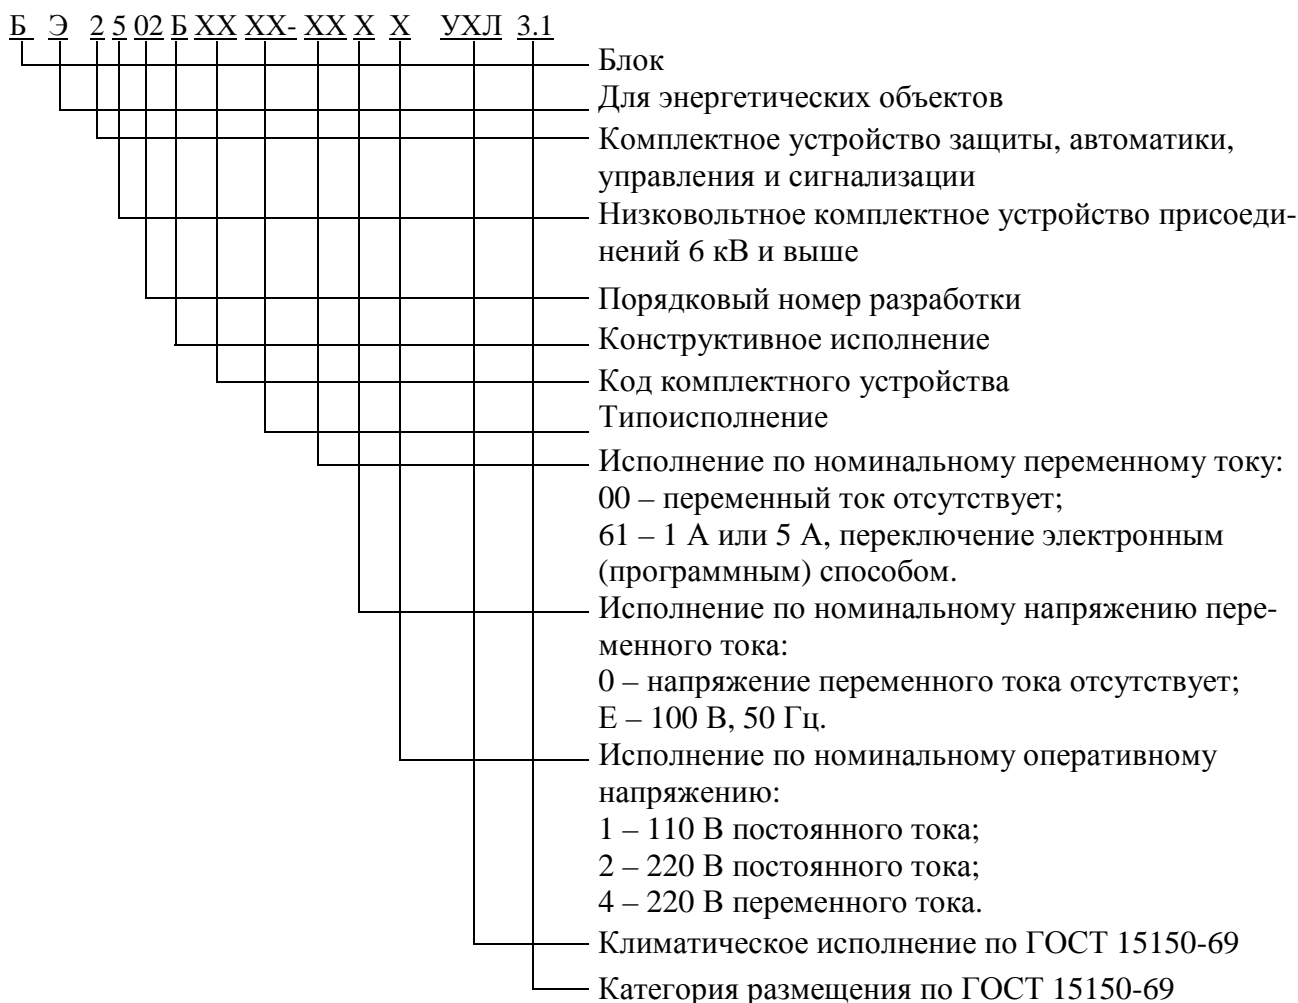 Б Э 2 5 02 Б ХХ ХХ- ХХ Х Х УХЛ 3.1
Блок
Для энергетических объектов
Комплектное устройство защиты, автоматики,
управления и сигнализации
Низковольтное комплектное устройство присоеди-
нений 6 кВ и выше
Порядковый номер разработки
Конструктивное исполнение
Код комплектного устройства
Типоисполнение
Исполнение по номинальному переменному току:
00 – переменный ток отсутствует;
61 – 1 А или 5 А, переключение электронным
(программным) способом.
Исполнение по номинальному напряжению пере-
менного тока:
0 – напряжение переменного тока отсутствует;
Е – 100 В, 50 Гц.
Исполнение по номинальному оперативному
напряжению:
1 – 110 В постоянного тока;
2 – 220 В постоянного тока;
4 – 220 В переменного тока.
Климатическое исполнение по ГОСТ 15150-69
Категория размещения по ГОСТ 15150-69